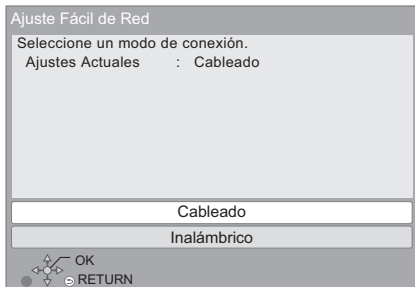 Ajuste Fácil de Red
Seleccione un modo de conexión.
Ajustes Actuales : Cableado
Cableado
Inalámbrico
OK
RETURN